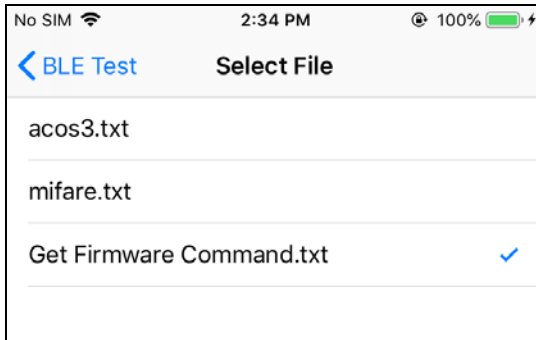 No SIM 2:34 PM 100%
BLE Test Select File
acos3.txt
mifare.txt
Get Firmware Command.txt